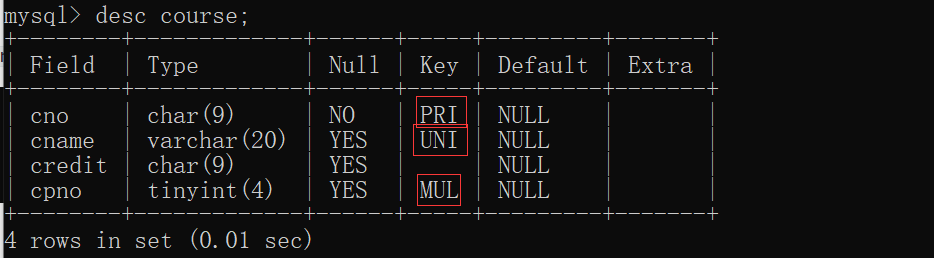 mysql> desc course;
+--------+-------------+------+-----+---------+-------+
| Field  | Type        | Null | Key | Default | Extra |
+--------+-------------+------+-----+---------+-------+
| cno    | char(9)     | NO   | PRI | NULL    |       |
| cname  | varchar(20) | YES  | UNI | NULL    |       |
| credit | char(9)     | YES  |     | NULL    |       |
| cpno   | tinyint(4)  | YES  | MUL | NULL    |       |
+--------+-------------+------+-----+---------+-------+
4 rows in set (0.01 sec)